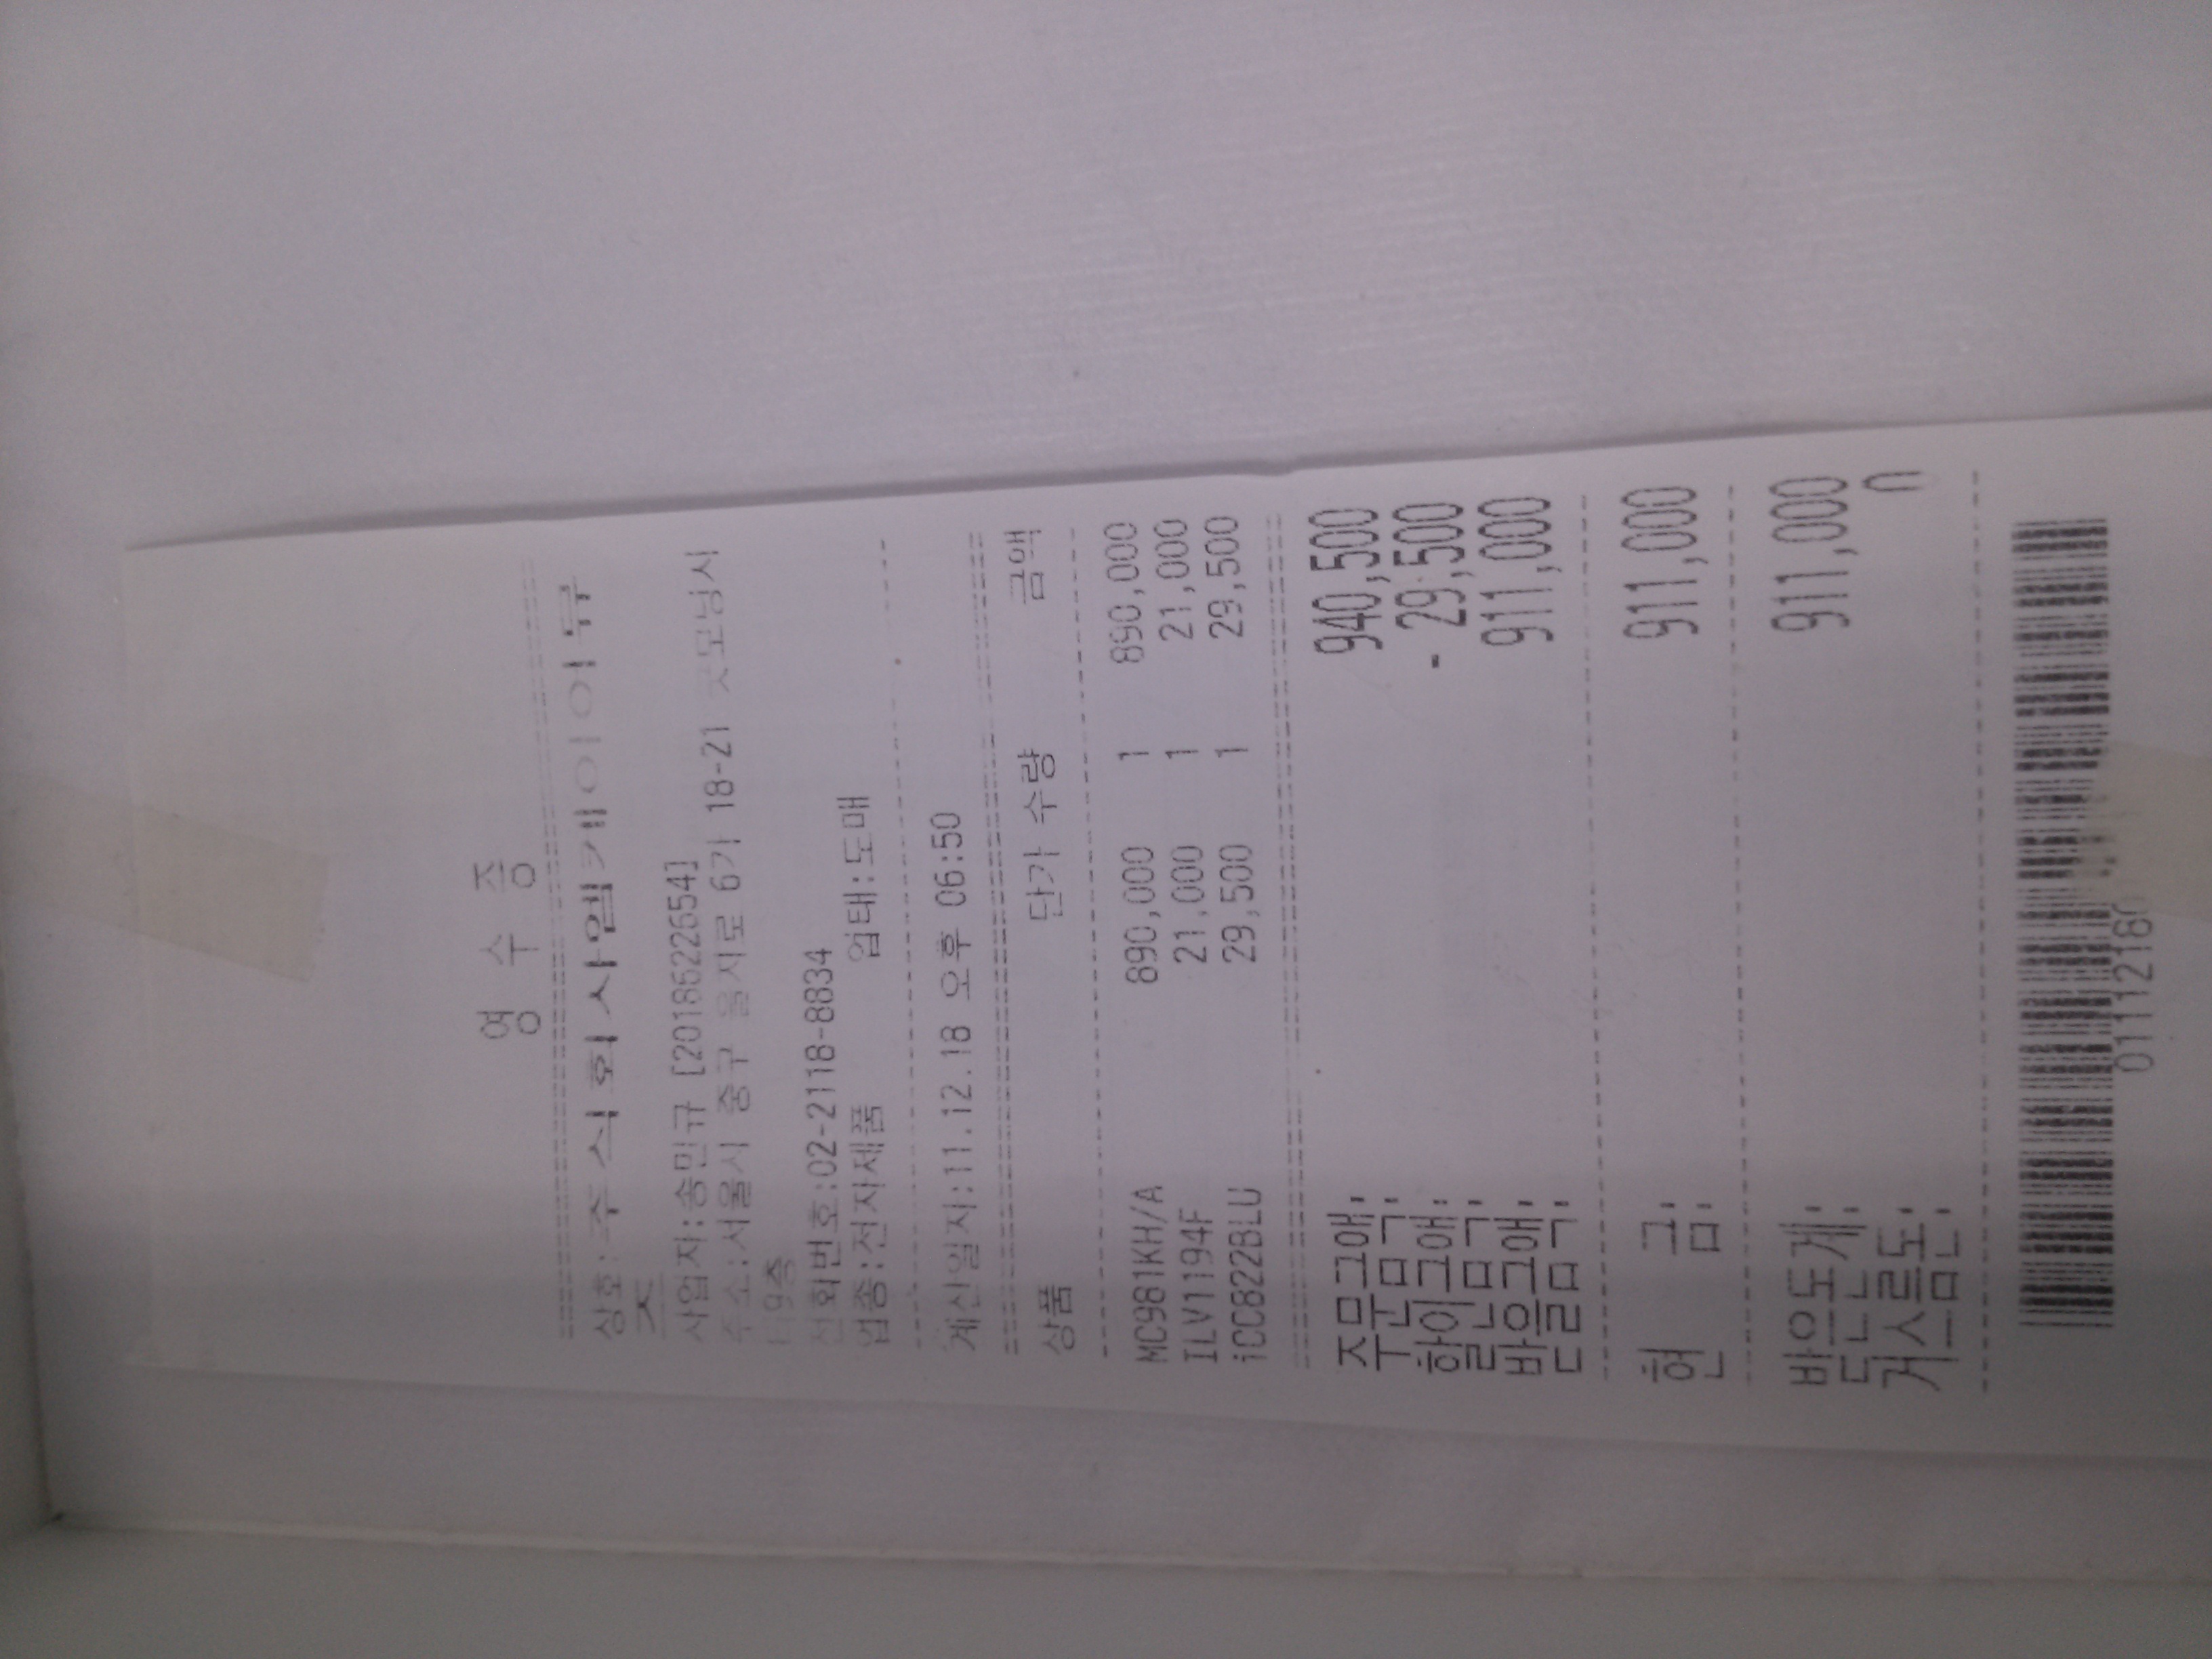 영 수 증
상호:주식회사엠케이이뮤
즈
사업자:송민규 [2018622654]
주소:서울시 중구 을지로 6가 18-21 굿모닝시
티9층
전화번호:02-2118-8834
업종:전자제품 업태:도매
계산일자:11.12.18 오후 06:50
상품 단가 수량 금액
MC981KH/A 890,000 1 890,000
ILV1194F 21,000 1 21,000
iCC822BLU 29,500 1 29,500
주문금액: 940,500
할인금액: - 29,500
받을금액: 911,000
현 금: 911,000
받은돈계: 911,000
거스름돈: 0